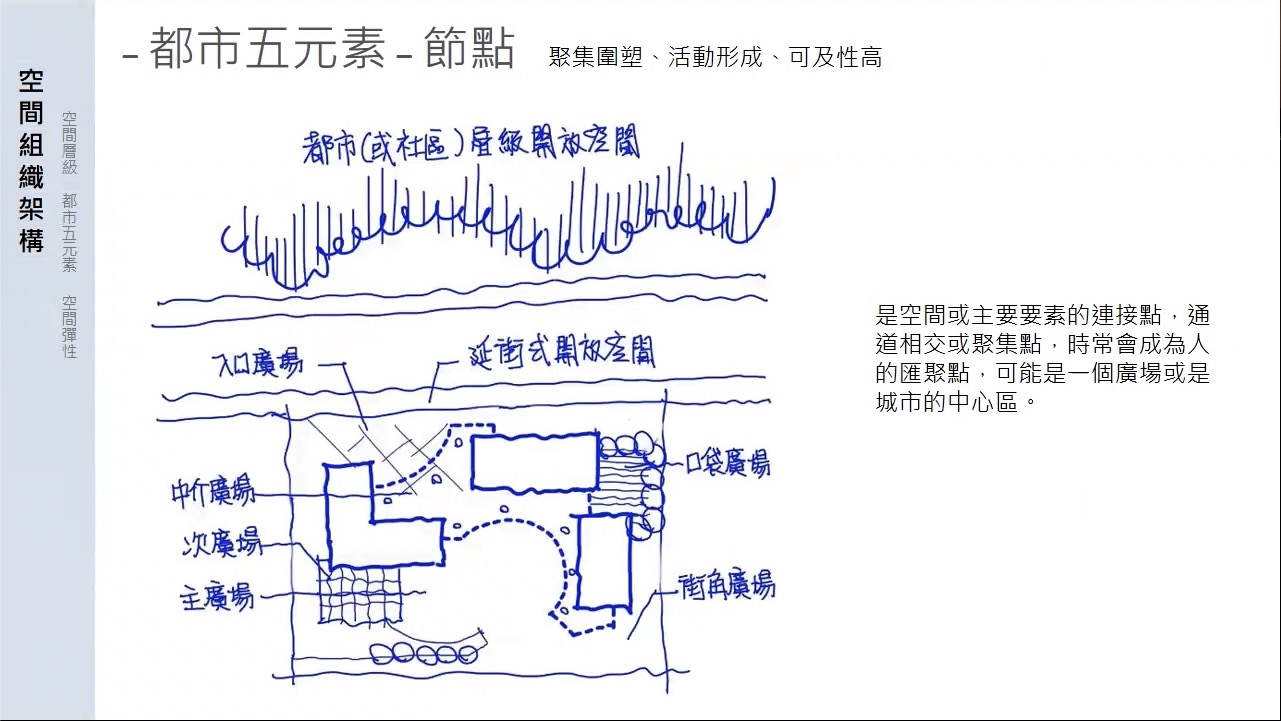 空間組織架構
空間層級 都市五元素 空間彈性
– 都市五元素 – 節點 聚集圍塑、活動形成、可及性高
都市(或社區)層級開放空間
入口廣場
延街式開放空間
口袋廣場
中介廣場
次廣場
主廣場
街角廣場
是空間或主要要素的連接點，通
道相交或聚集點，時常會成為人
的匯聚點，可能是一個廣場或是
城市的中心區。